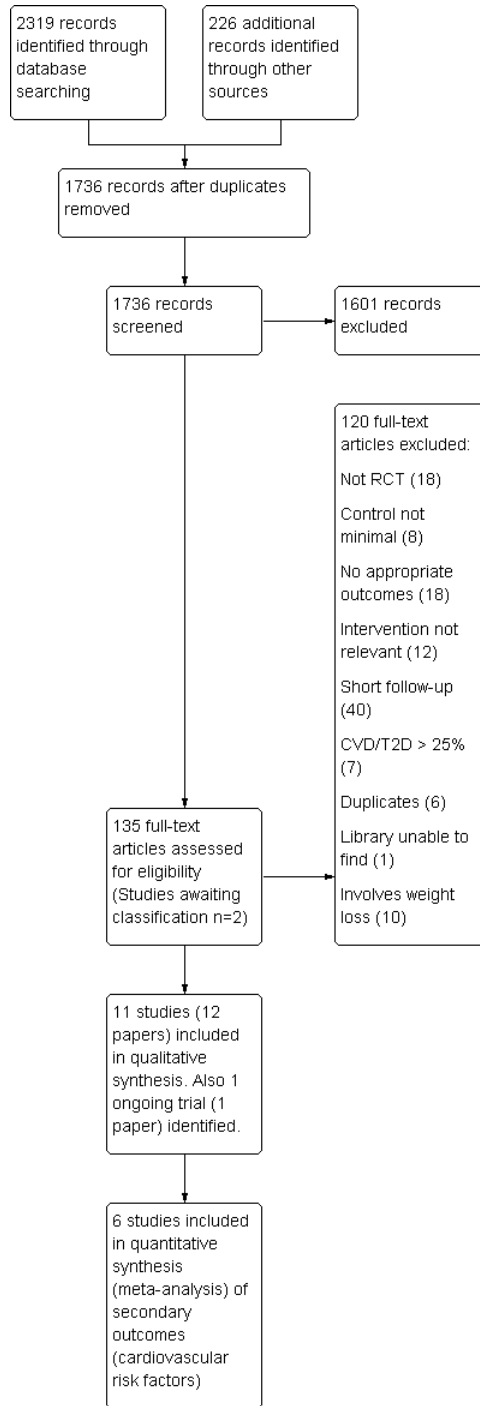 2319 records
identified through
database
searching
226 additional
records identified
through other
sources
1736 records after duplicates
removed
1736 records
screened
1601 records
excluded
120 full-text
articles excluded:
Not RCT (18)
Control not
minimal (8)
No appropriate
outcomes (18)
Intervention not
relevant (12)
Short follow-up
(40)
CVD/T2D > 25%
(7)
Duplicates (6)
Library unable to
find (1)
Involves weight
loss (10)
135 full-text
articles assessed
for eligibility
(Studies awaiting
classification n=2)
11 studies (12
papers) included
in qualitative
synthesis. Also 1
ongoing trial (1
paper) identified.
6 studies included
in quantitative
synthesis
(meta-analysis) of
secondary
outcomes
(cardiovascular
risk factors)